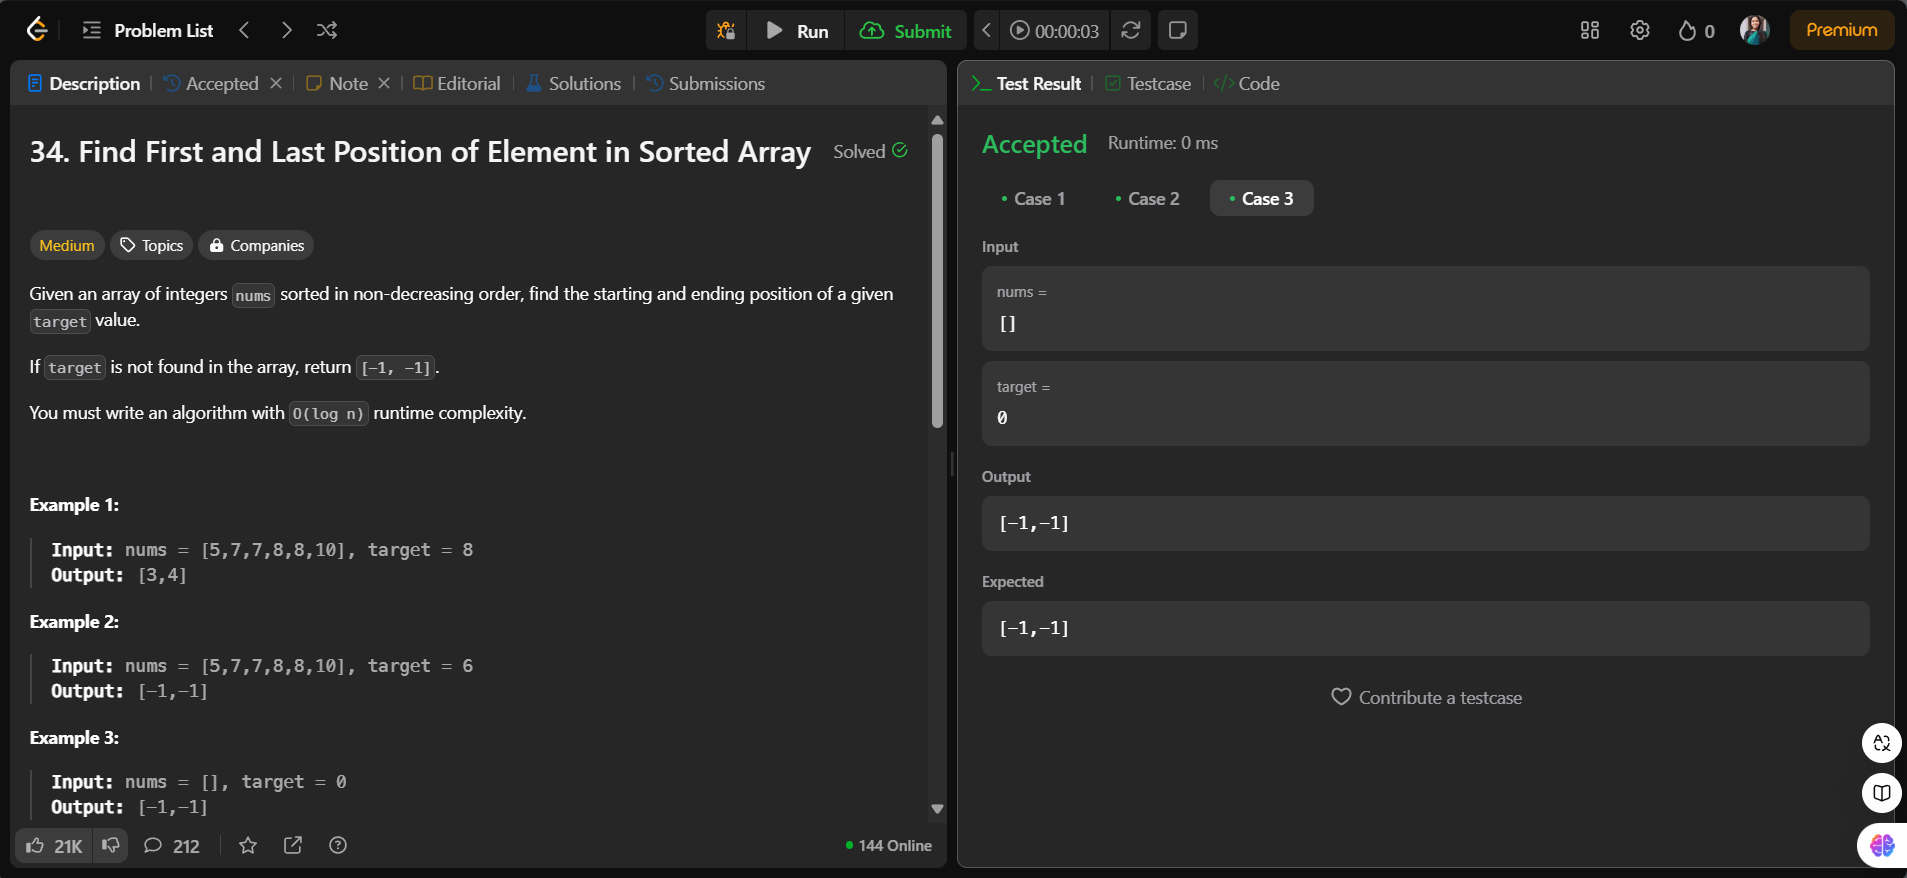 Problem List
Run
Submit
00:00:03
0
Premium
Description
Accepted
Note
Editorial
Solutions
Submissions
34. Find First and Last Position of Element in Sorted Array
Solved
Medium
Topics
Companies
Given an array of integers nums sorted in non-decreasing order, find the starting and ending position of a given
target value.
If target is not found in the array, return [-1, -1].
You must write an algorithm with O(log n) runtime complexity.
Example 1:
Input: nums = [5,7,7,8,8,10], target = 8
Output: [3,4]
Example 2:
Input: nums = [5,7,7,8,8,10], target = 6
Output: [-1,-1]
Example 3:
Input: nums = [], target = 0
Output: [-1,-1]
21K
212
144 Online
Test Result
Testcase
Code
Accepted
Runtime: 0 ms
Case 1
Case 2
Case 3
Input
nums =
[]
target =
0
Output
[-1,-1]
Expected
[-1,-1]
Contribute a testcase